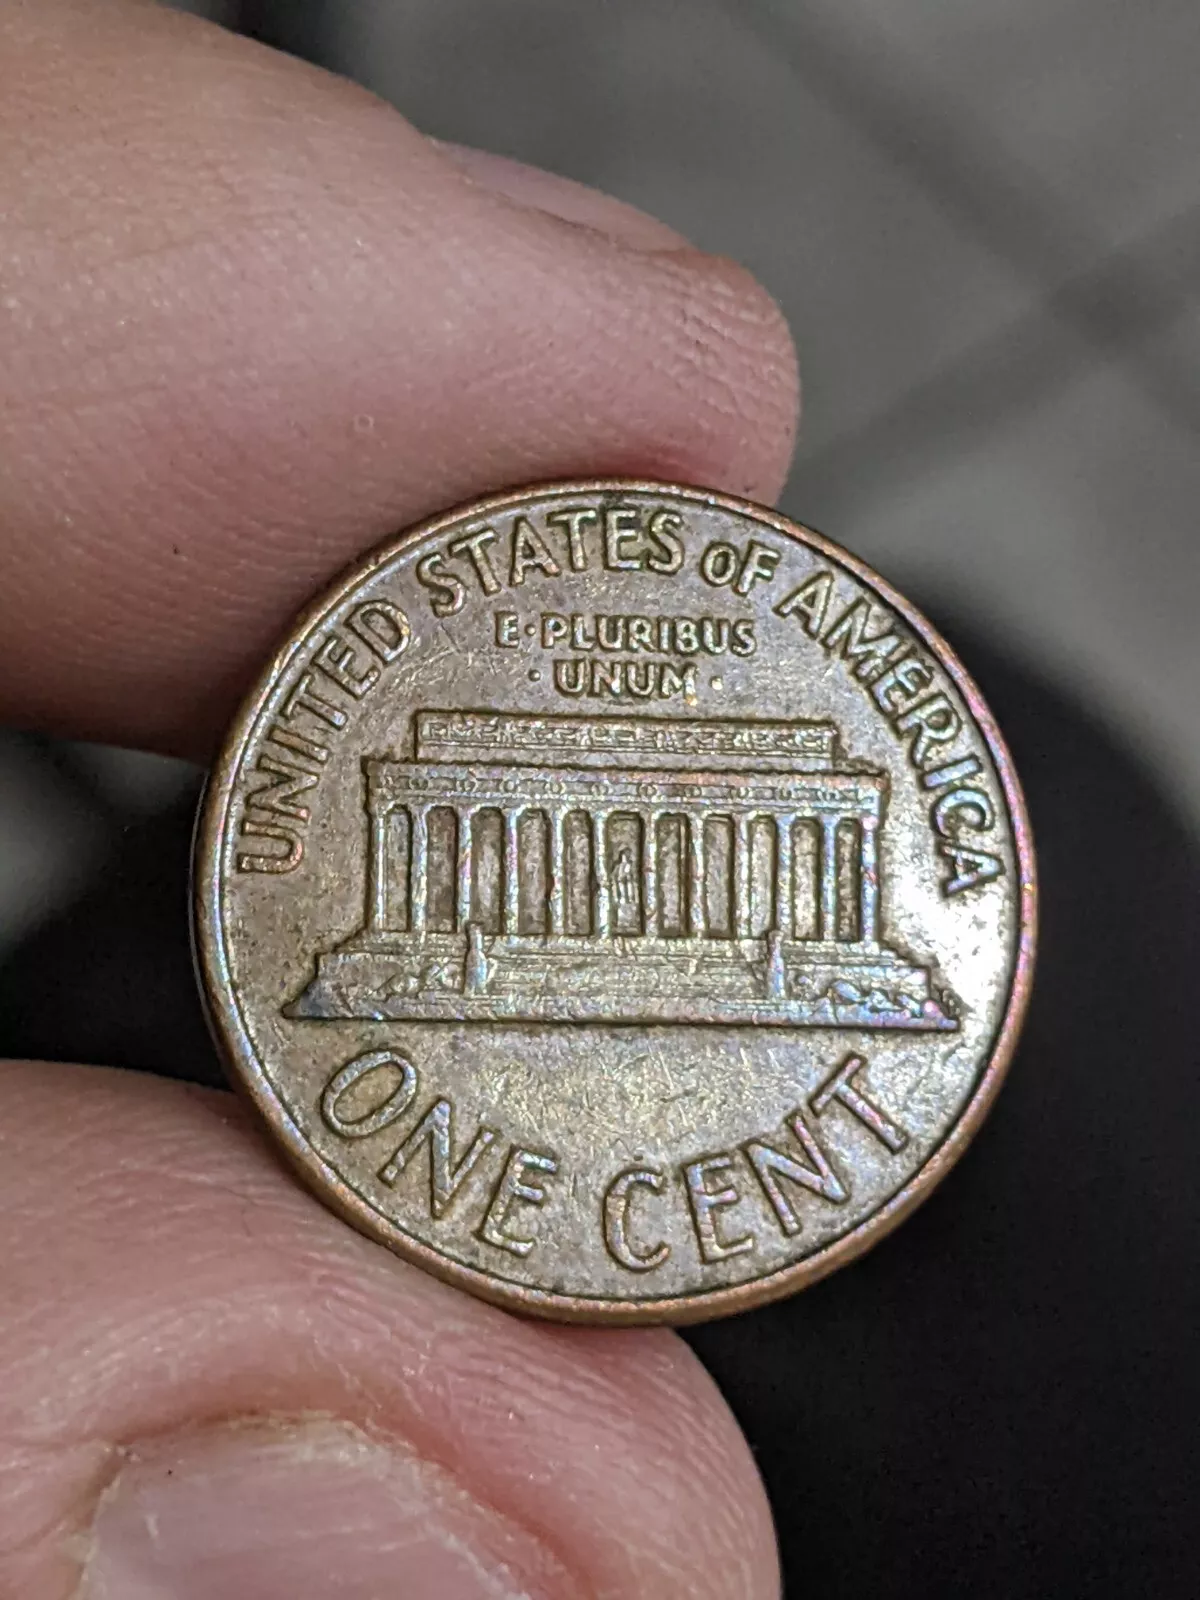 UNITED STATES OF AMERICA
E·PLURIBUS
·UNUM·
ONE CENT